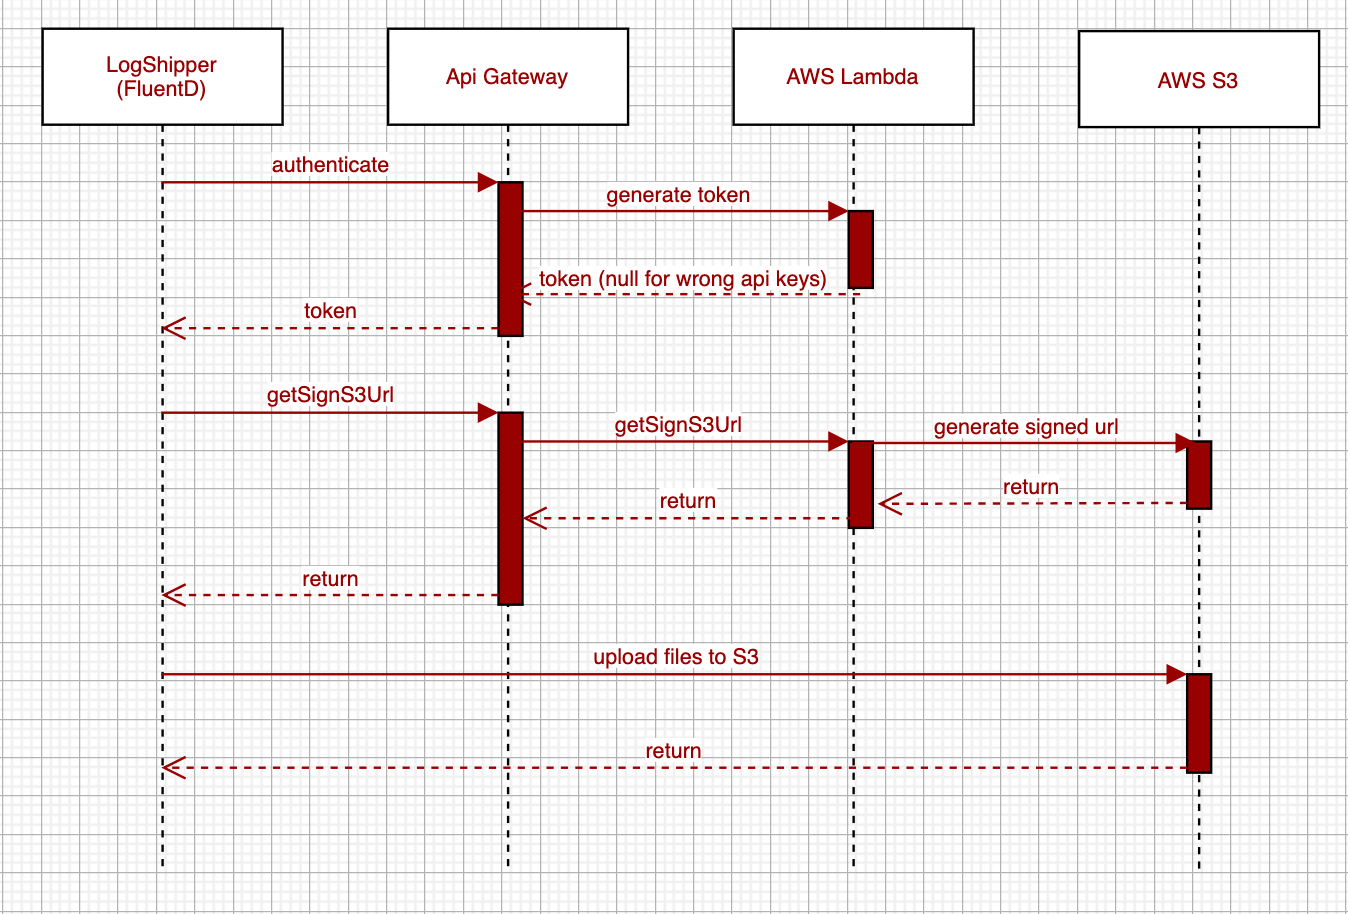 LogShipper
(FluentD)
Api Gateway
AWS Lambda
AWS S3
authenticate
generate token
token (null for wrong api keys)
token
getSignS3Url
getSignS3Url
generate signed url
return
return
return
upload files to S3
return